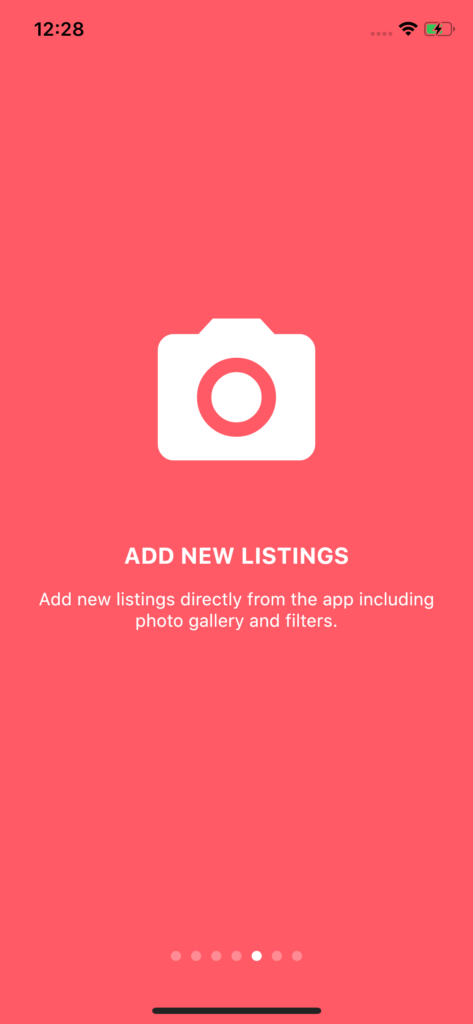 12:28
ADD NEW LISTINGS
Add new listings directly from the app including
photo gallery and filters.